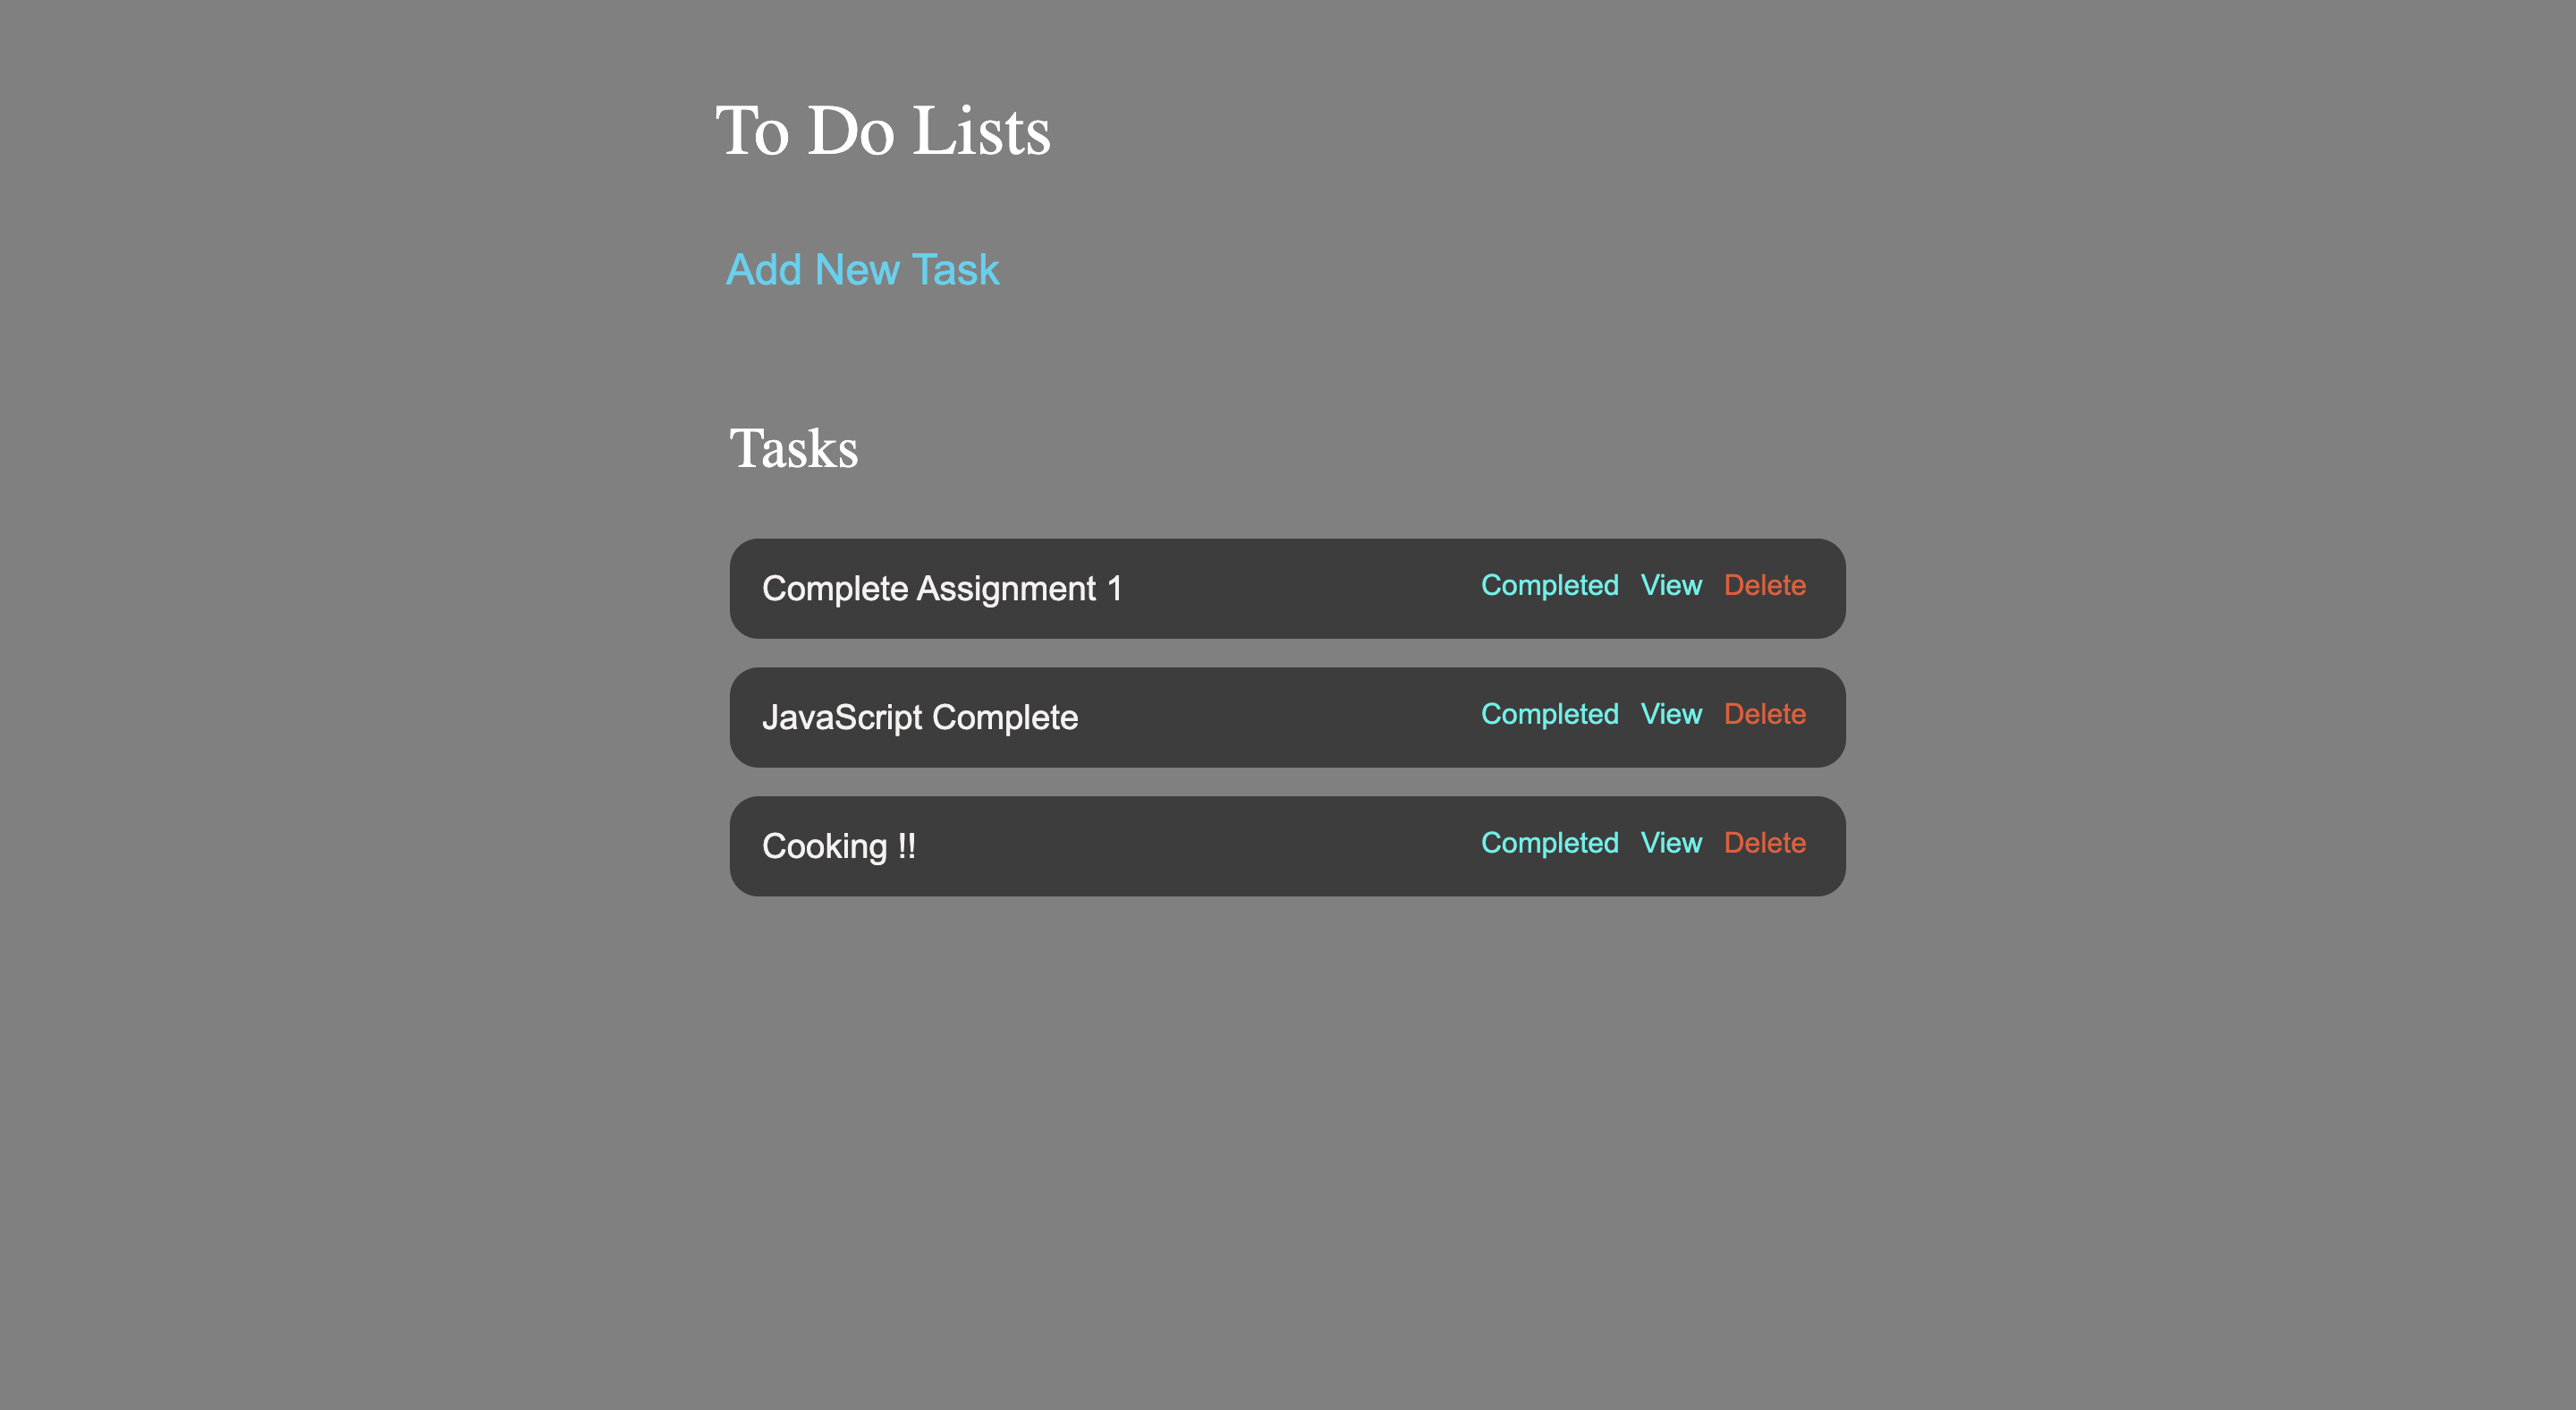 To Do Lists
Add New Task
Tasks
Complete Assignment 1 Completed View Delete
JavaScript Complete Completed View Delete
Cooking !! Completed View Delete